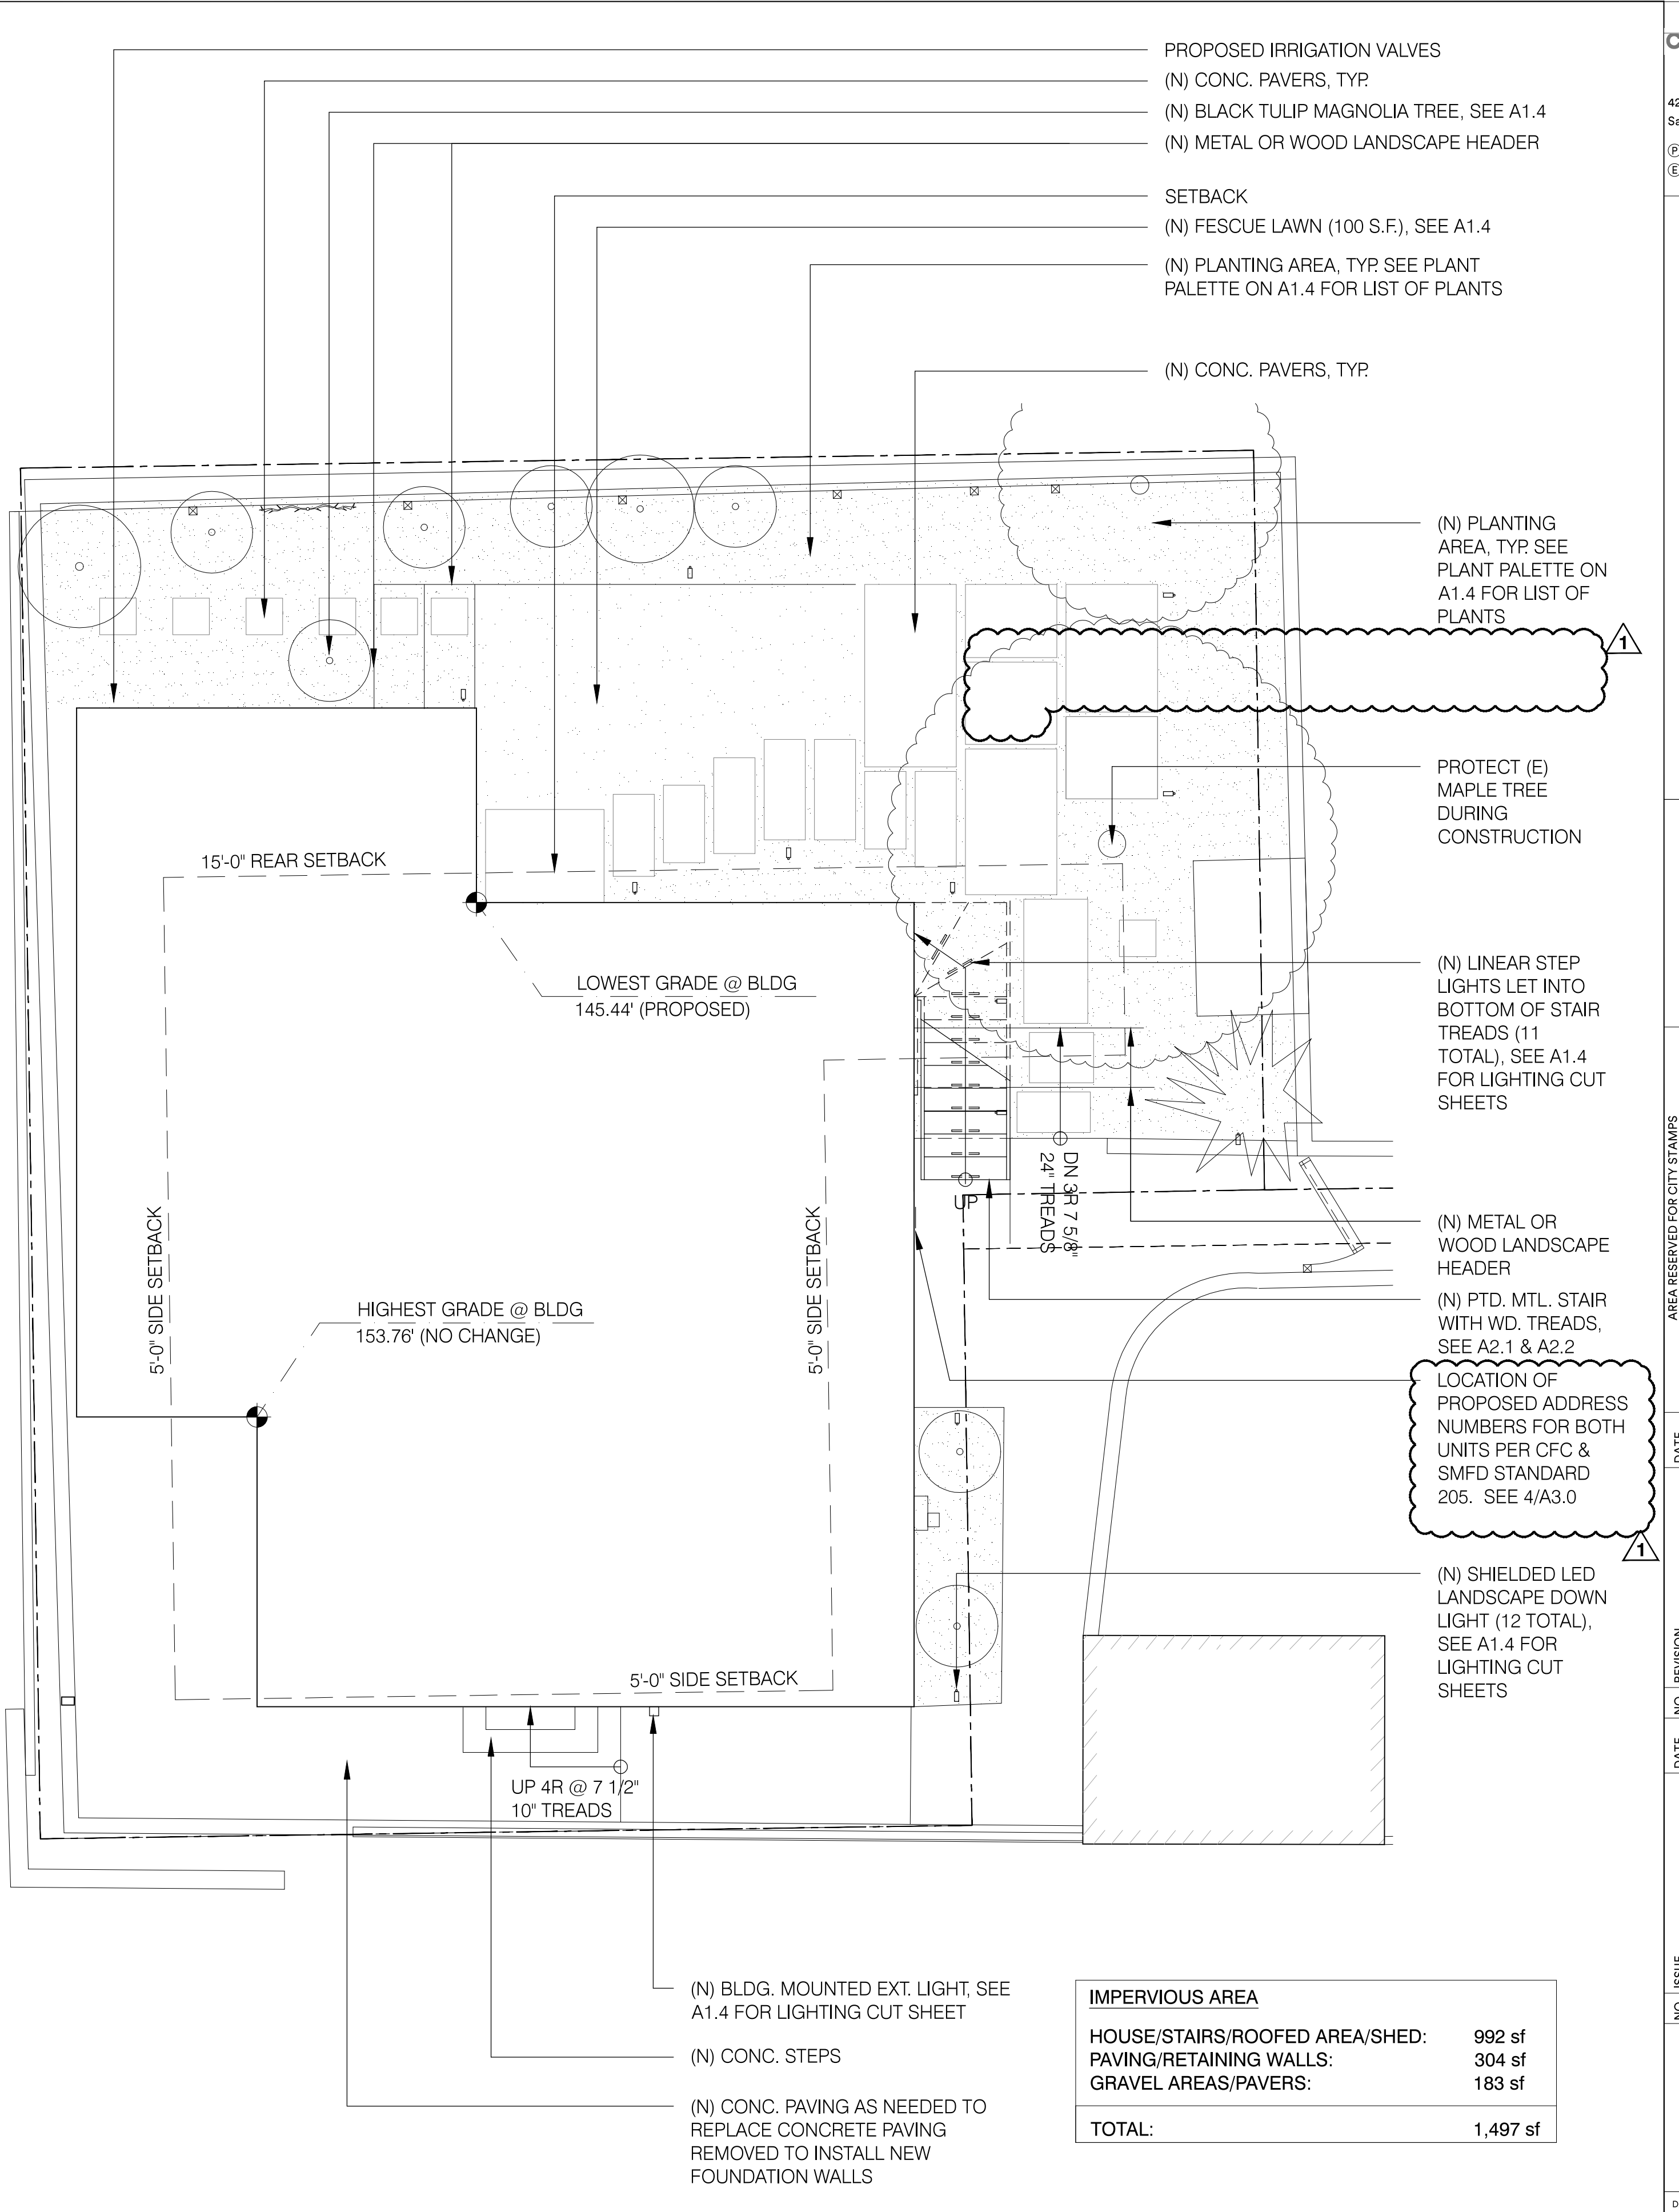 PROPOSED IRRIGATION VALVES
(N) CONC. PAVERS, TYP.
(N) BLACK TULIP MAGNOLIA TREE, SEE A1.4
(N) METAL OR WOOD LANDSCAPE HEADER
SETBACK
(N) FESCUE LAWN (100 S.F.), SEE A1.4
(N) PLANTING AREA, TYP. SEE PLANT
PALETTE ON A1.4 FOR LIST OF PLANTS
(N) CONC. PAVERS, TYP.
(N) PLANTING
AREA, TYP. SEE
PLANT PALETTE ON
A1.4 FOR LIST OF
PLANTS
1
PROTECT (E)
MAPLE TREE
DURING
CONSTRUCTION
15'-0" REAR SETBACK
LOWEST GRADE @ BLDG
145.44' (PROPOSED)
(N) LINEAR STEP
LIGHTS LET INTO
BOTTOM OF STAIR
TREADS (11
TOTAL), SEE A1.4
FOR LIGHTING CUT
SHEETS
UP
DN 3R 7 5/8"
24" TREADS
5'-0" SIDE SETBACK
5'-0" SIDE SETBACK
HIGHEST GRADE @ BLDG
153.76' (NO CHANGE)
(N) METAL OR
WOOD LANDSCAPE
HEADER
(N) PTD. MTL. STAIR
WITH WD. TREADS,
SEE A2.1 & A2.2
LOCATION OF
PROPOSED ADDRESS
NUMBERS FOR BOTH
UNITS PER CFC &
SMFD STANDARD
205. SEE 4/A3.0
1
(N) SHIELDED LED
LANDSCAPE DOWN
LIGHT (12 TOTAL),
SEE A1.4 FOR
LIGHTING CUT
SHEETS
5'-0" SIDE SETBACK
UP 4R @ 7 1/2"
10" TREADS
(N) BLDG. MOUNTED EXT. LIGHT, SEE
A1.4 FOR LIGHTING CUT SHEET
(N) CONC. STEPS
(N) CONC. PAVING AS NEEDED TO
REPLACE CONCRETE PAVING
REMOVED TO INSTALL NEW
FOUNDATION WALLS
IMPERVIOUS AREA
HOUSE/STAIRS/ROOFED AREA/SHED: 992 sf
PAVING/RETAINING WALLS: 304 sf
GRAVEL AREAS/PAVERS: 183 sf
TOTAL: 1,497 sf
42
Sa
P
E
AREA RESERVED FOR CITY STAMPS
DATE
NO. REVISION
DATE
NO. ISSUE